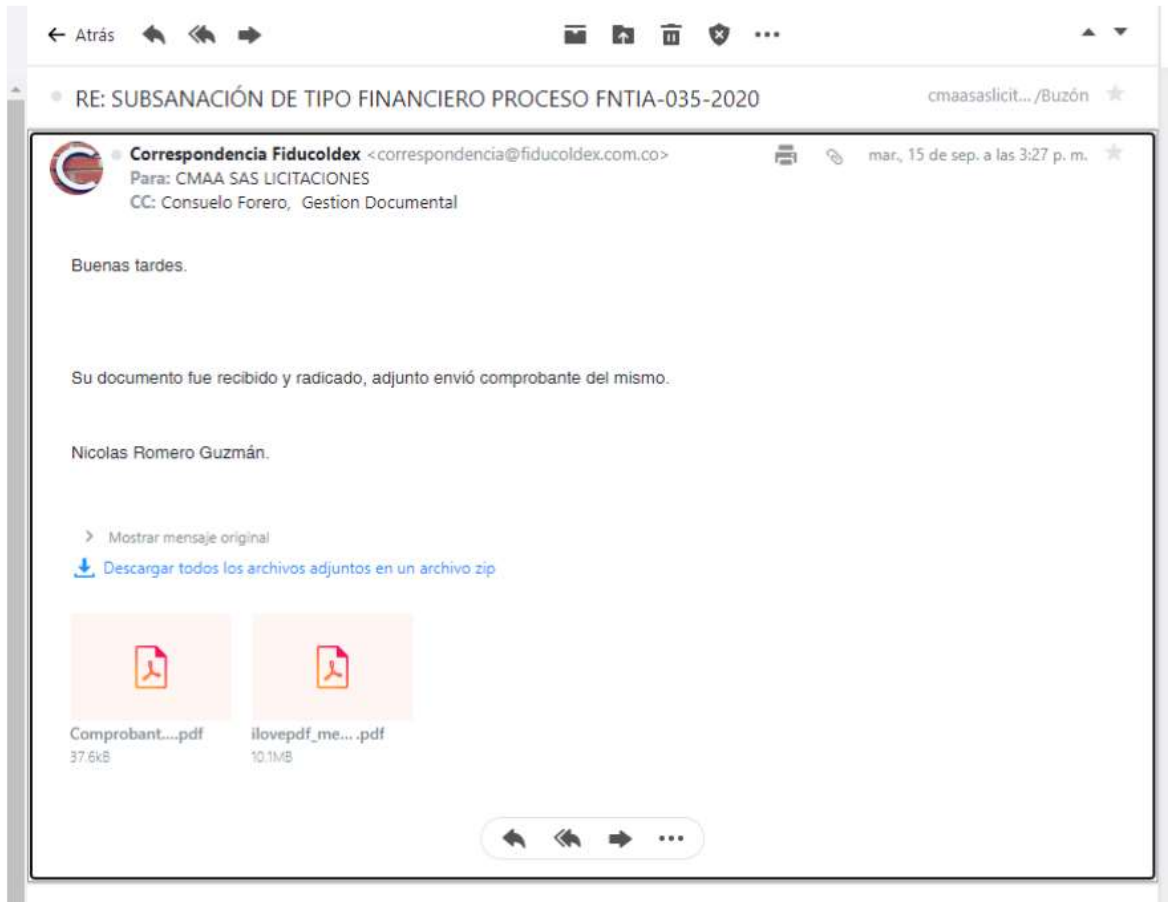 Atrás
RE: SUBSANACIÓN DE TIPO FINANCIERO PROCESO FNTIA-035-2020
cmaasaslicit... /Buzón
Correspondencia Fiducoldex <correspondencia@fiducoldex.com.co>
mar., 15 de sep. a las 3:27 p. m.
Para: CMAA SAS LICITACIONES
CC: Consuelo Forero, Gestion Documental
Buenas tardes.
Su documento fue recibido y radicado, adjunto envió comprobante del mismo.
Nicolas Romero Guzmán.
Mostrar mensaje original
Descargar todos los archivos adjuntos en un archivo zip
Comprobant....pdf
ilovepdf_me... .pdf
37.6kB
10.1MB